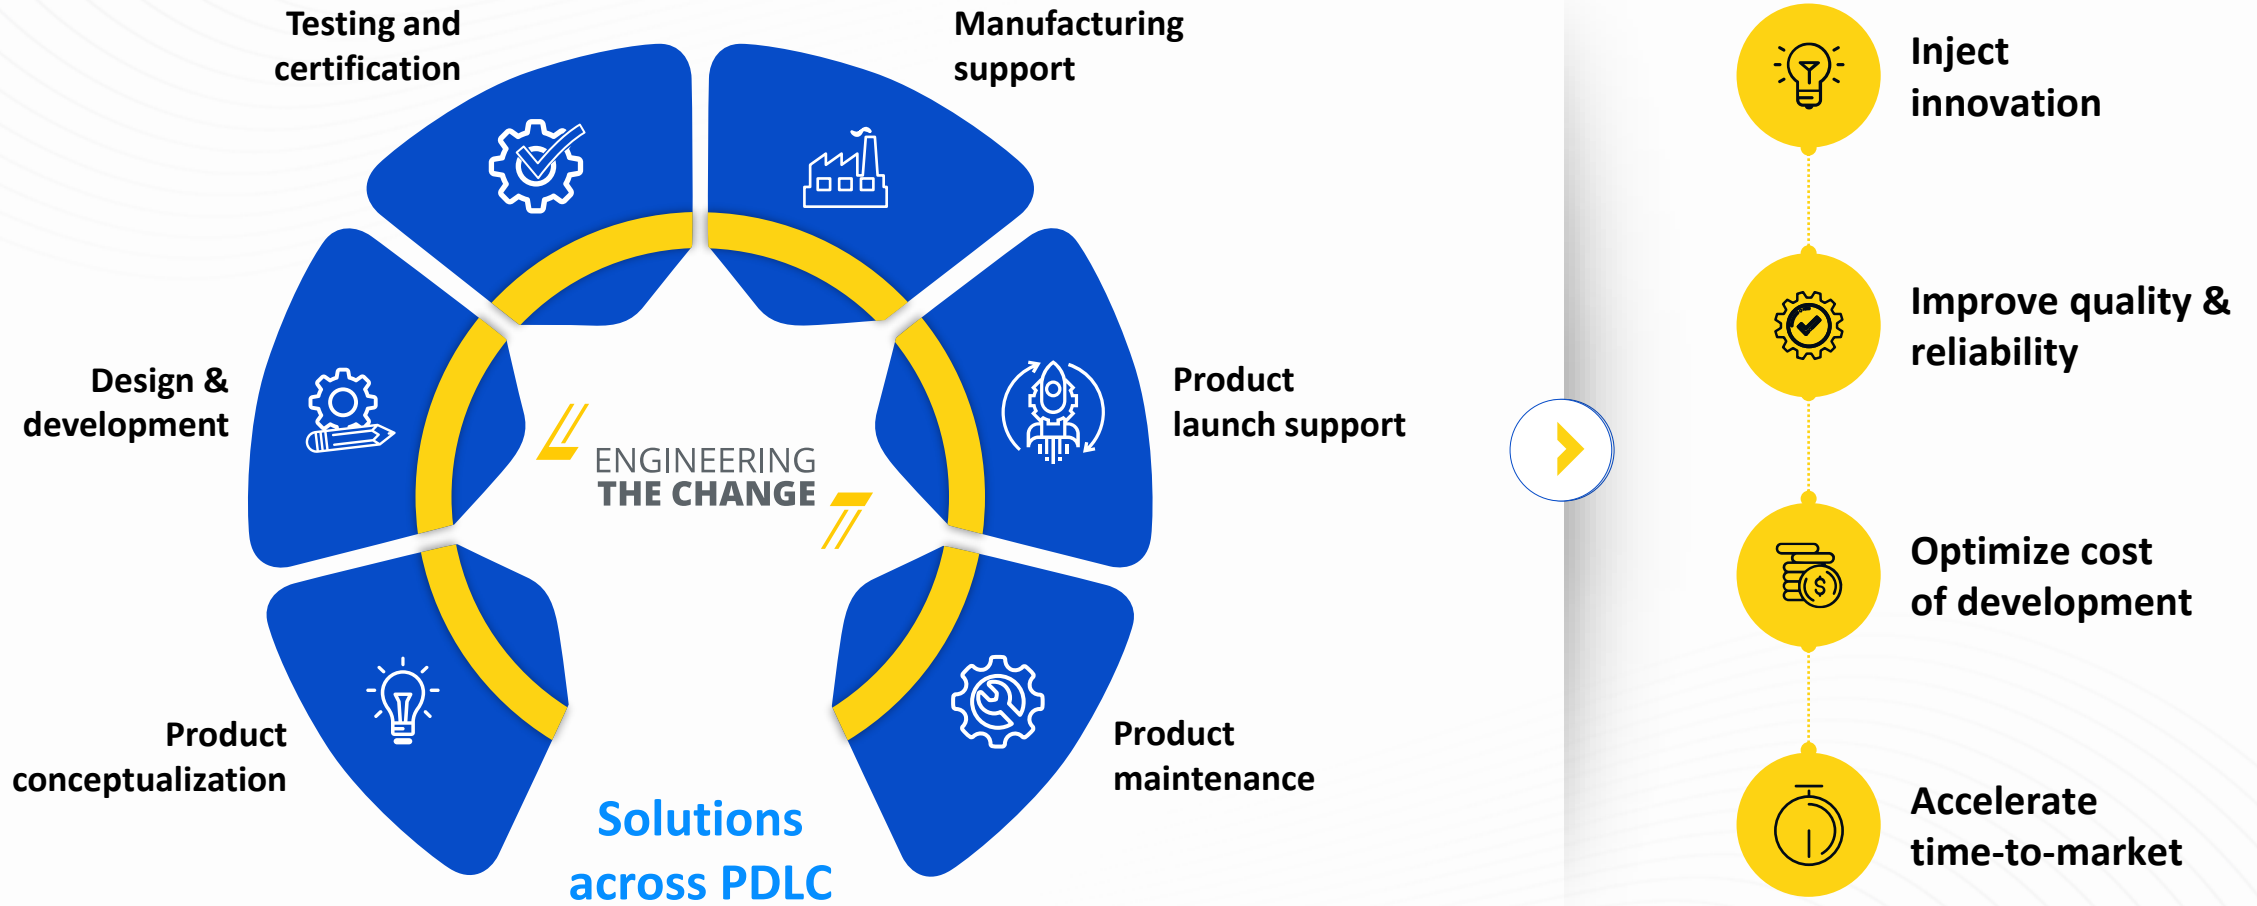 Testing and
certification
Manufacturing
support
Design &
development
Product
launch support
Product
conceptualization
Product
maintenance
ENGINEERING
THE CHANGE
Solutions
across PDLC
Inject
innovation
Improve quality &
reliability
$
Optimize cost
of development
Accelerate
time-to-market